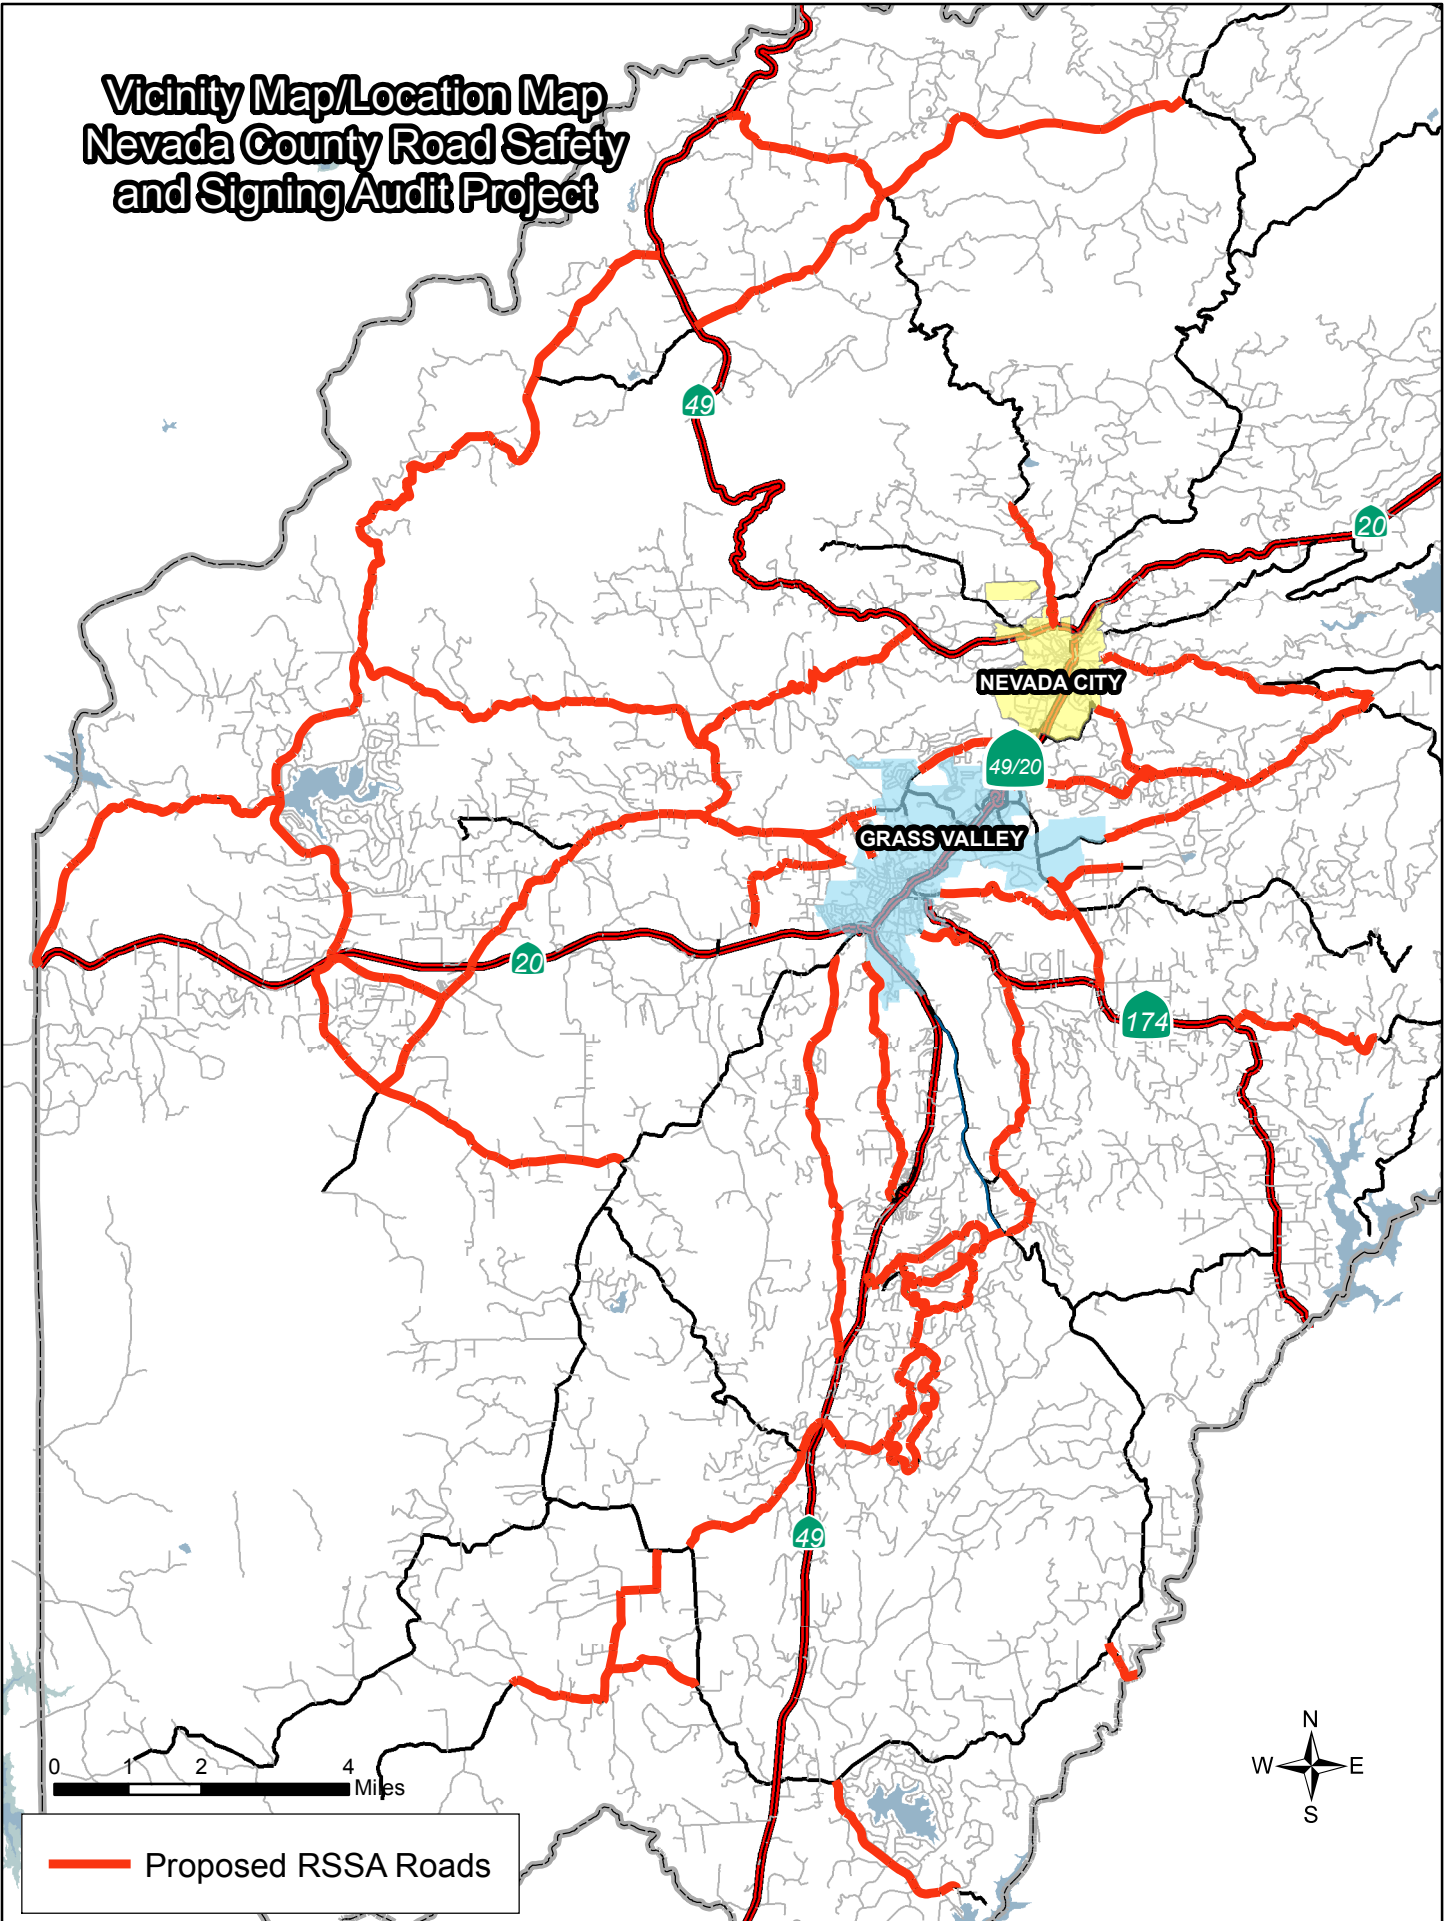 Vicinity Map/Location Map
Nevada County Road Safety
and Signing Audit Project
49
20
NEVADA CITY
49/20
GRASS VALLEY
20
174
49
N
W E
S
0 1 2 4
Miles
Proposed RSSA Roads